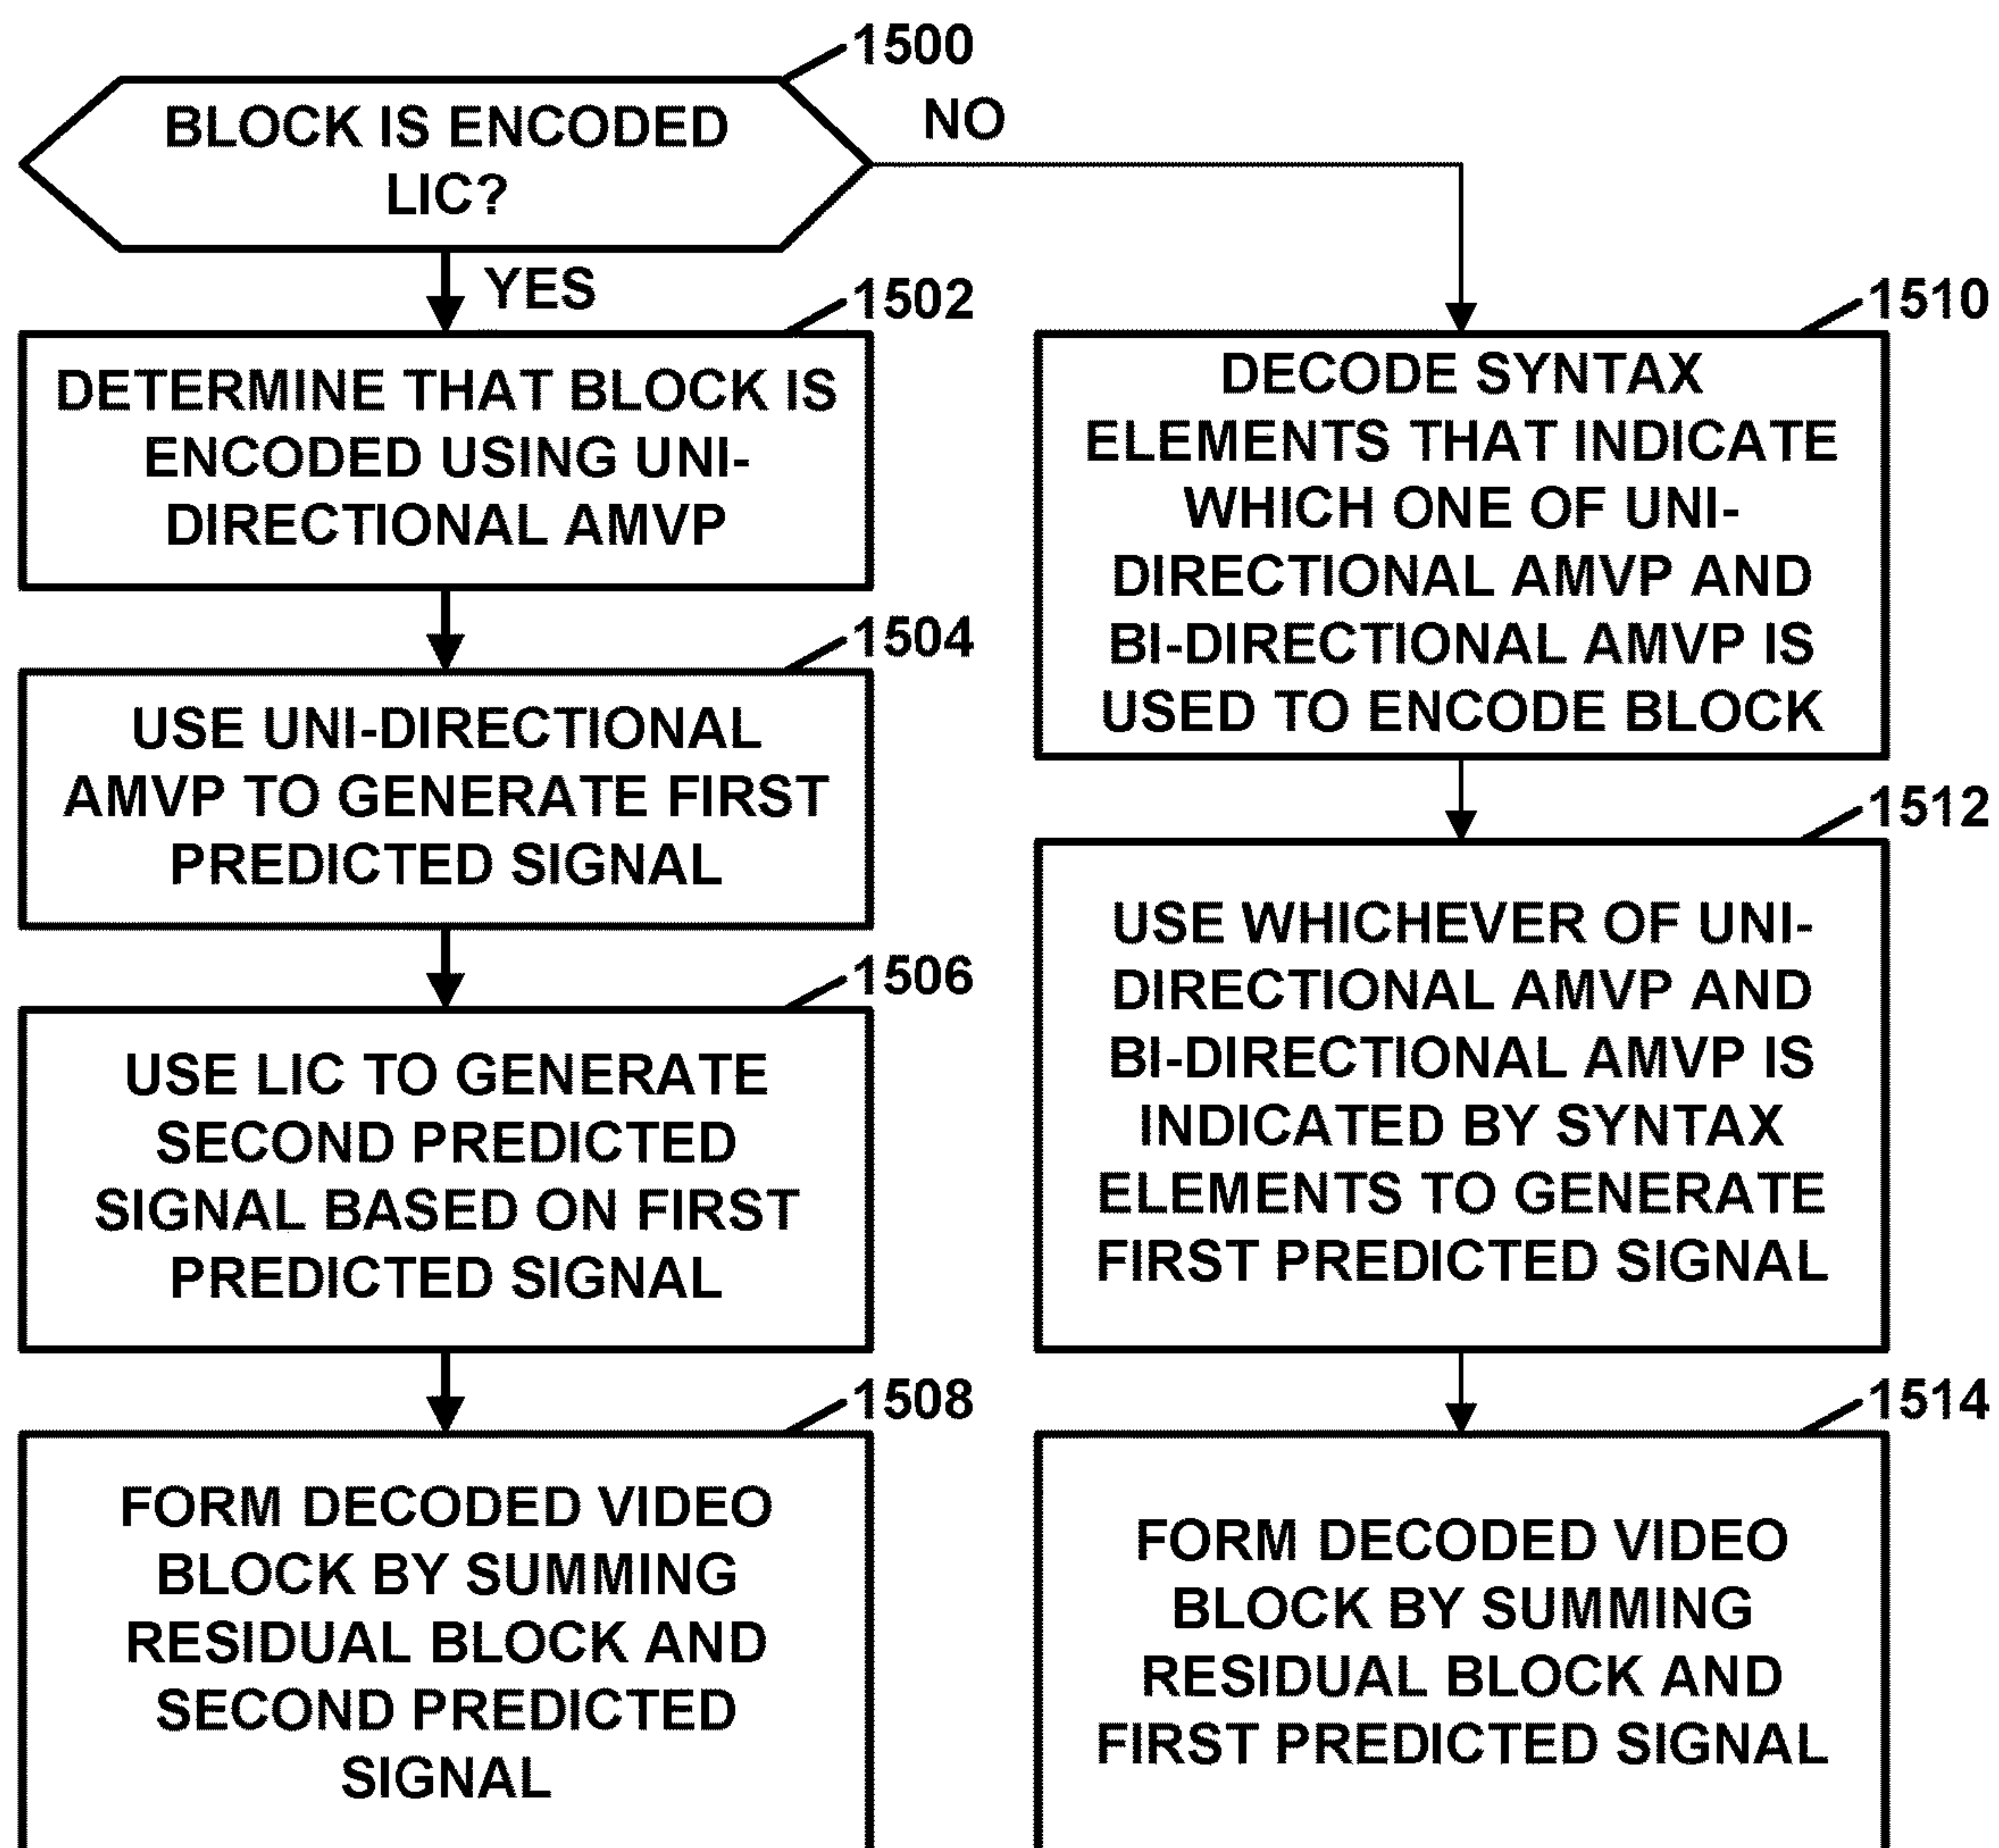 1500
BLOCK IS ENCODED
LIC?
NO
YES
1502
DETERMINE THAT BLOCK IS
ENCODED USING UNI-
DIRECTIONAL AMVP
1504
USE UNI-DIRECTIONAL
AMVP TO GENERATE FIRST
PREDICTED SIGNAL
1506
USE LIC TO GENERATE
SECOND PREDICTED
SIGNAL BASED ON FIRST
PREDICTED SIGNAL
1508
FORM DECODED VIDEO
BLOCK BY SUMMING
RESIDUAL BLOCK AND
SECOND PREDICTED
SIGNAL
1510
DECODE SYNTAX
ELEMENTS THAT INDICATE
WHICH ONE OF UNI-
DIRECTIONAL AMVP AND
BI-DIRECTIONAL AMVP IS
USED TO ENCODE BLOCK
1512
USE WHICHEVER OF UNI-
DIRECTIONAL AMVP AND
BI-DIRECTIONAL AMVP IS
INDICATED BY SYNTAX
ELEMENTS TO GENERATE
FIRST PREDICTED SIGNAL
1514
FORM DECODED VIDEO
BLOCK BY SUMMING
RESIDUAL BLOCK AND
FIRST PREDICTED SIGNAL